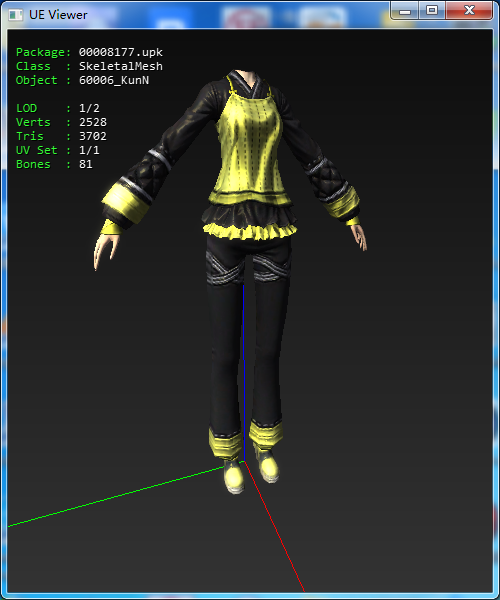 UE Viewer
Package: 00008177.upk
Class  : SkeletalMesh
Object : 60006_KunN
LOD    : 1/2
Verts  : 2528
Tris   : 3702
UV Set : 1/1
Bones  : 81